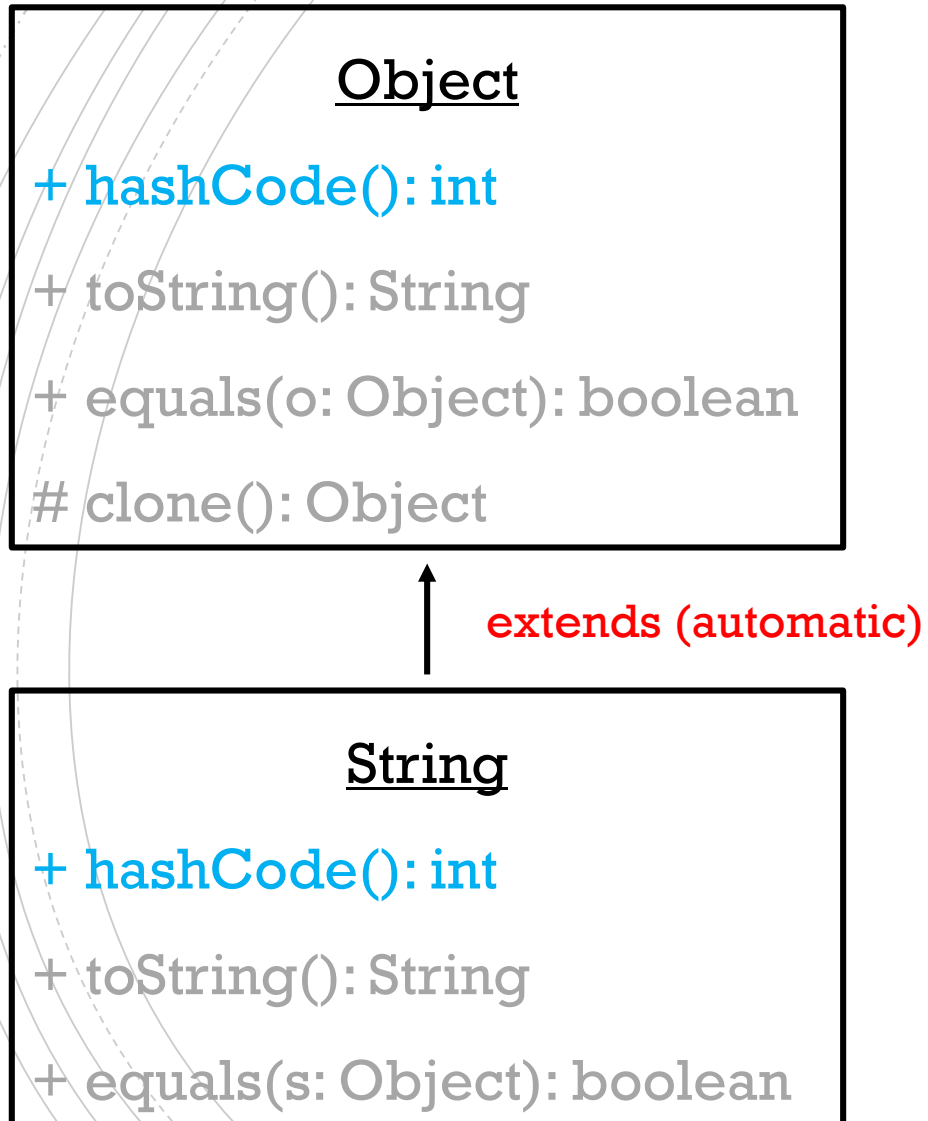 Object
+ hashCode(): int
+ toString(): String
+ equals(o: Object): boolean
# clone(): Object
extends (automatic)
String
+ hashCode(): int
+ toString(): String
+ equals(s: Object): boolean